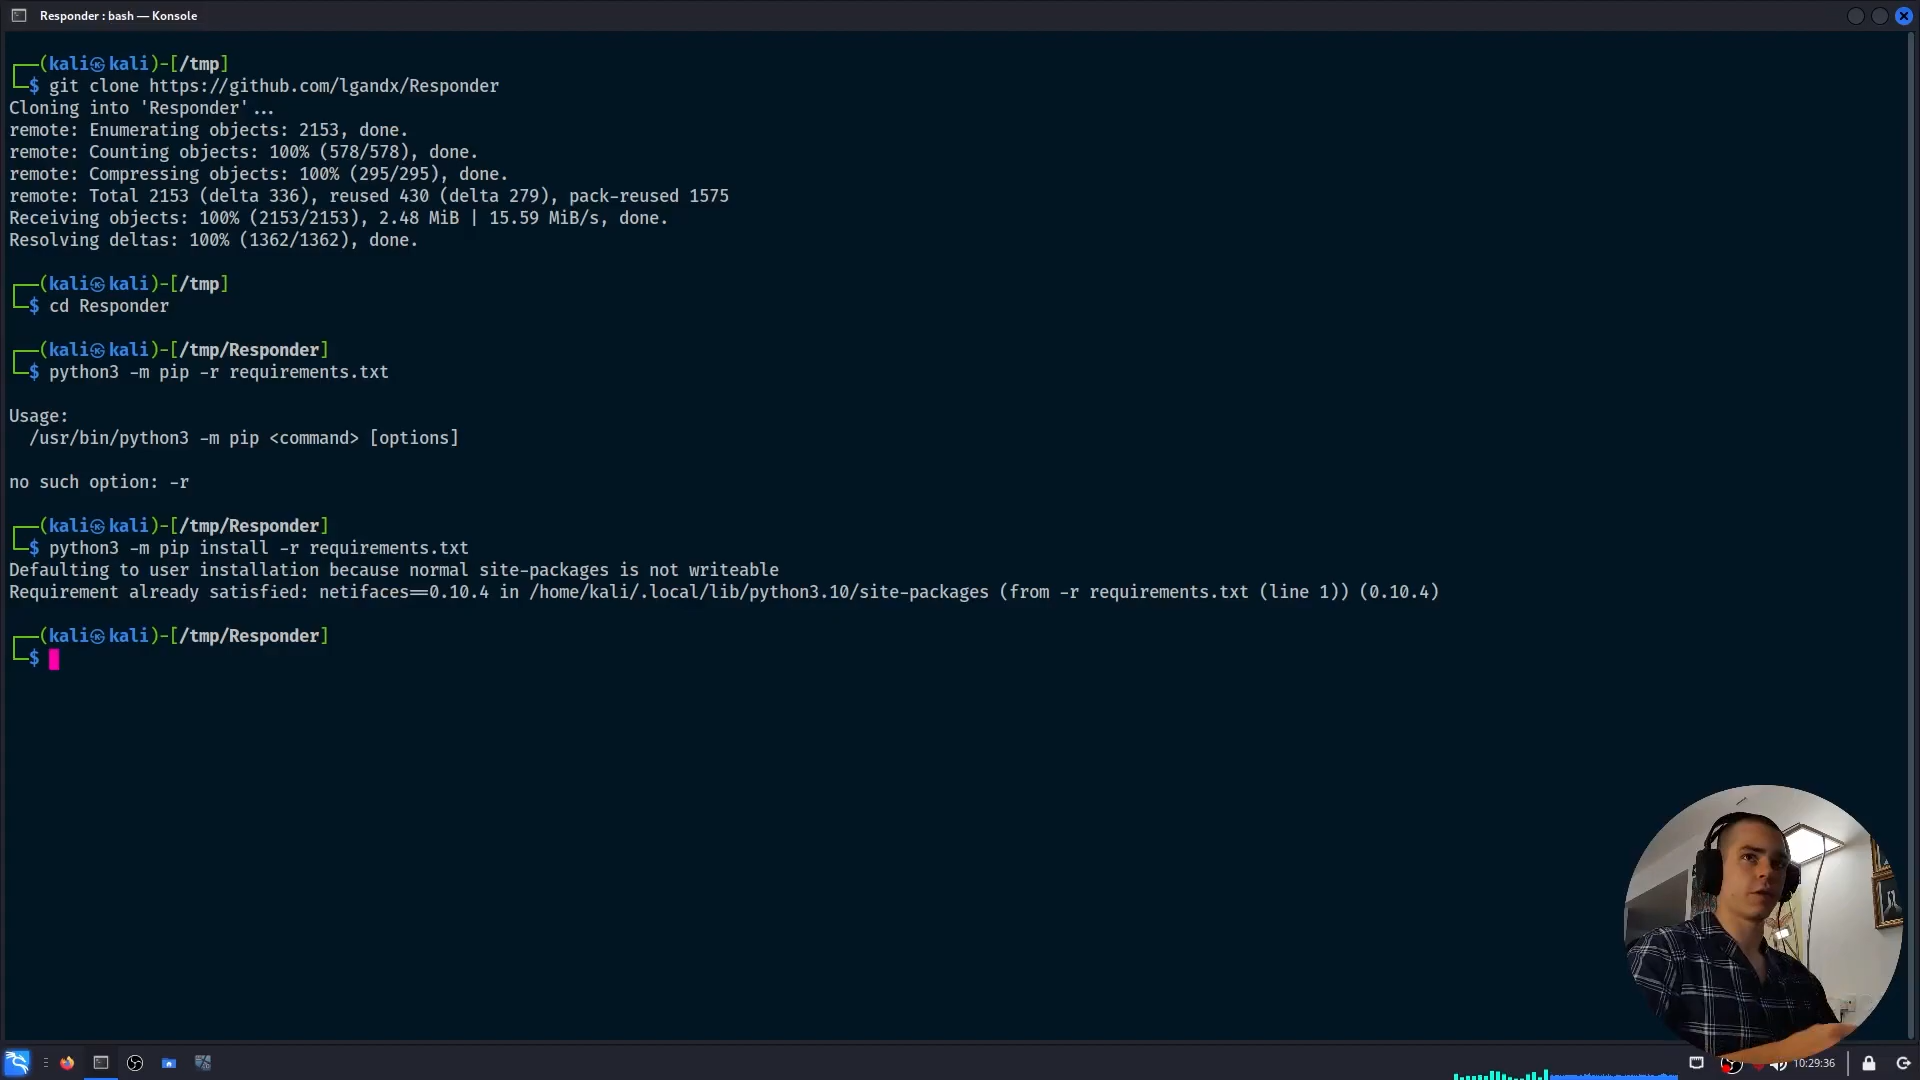 Responder : bash — Konsole
┌──(kali㉿kali)-[/tmp]
└─$ git clone https://github.com/lgandx/Responder
Cloning into 'Responder'...
remote: Enumerating objects: 2153, done.
remote: Counting objects: 100% (578/578), done.
remote: Compressing objects: 100% (295/295), done.
remote: Total 2153 (delta 336), reused 430 (delta 279), pack-reused 1575
Receiving objects: 100% (2153/2153), 2.48 MiB | 15.59 MiB/s, done.
Resolving deltas: 100% (1362/1362), done.
┌──(kali㉿kali)-[/tmp]
└─$ cd Responder
┌──(kali㉿kali)-[/tmp/Responder]
└─$ python3 -m pip -r requirements.txt
Usage:
/usr/bin/python3 -m pip <command> [options]
no such option: -r
┌──(kali㉿kali)-[/tmp/Responder]
└─$ python3 -m pip install -r requirements.txt
Defaulting to user installation because normal site-packages is not writeable
Requirement already satisfied: netifaces==0.10.4 in /home/kali/.local/lib/python3.10/site-packages (from -r requirements.txt (line 1)) (0.10.4)
┌──(kali㉿kali)-[/tmp/Responder]
└─$
10:29:36